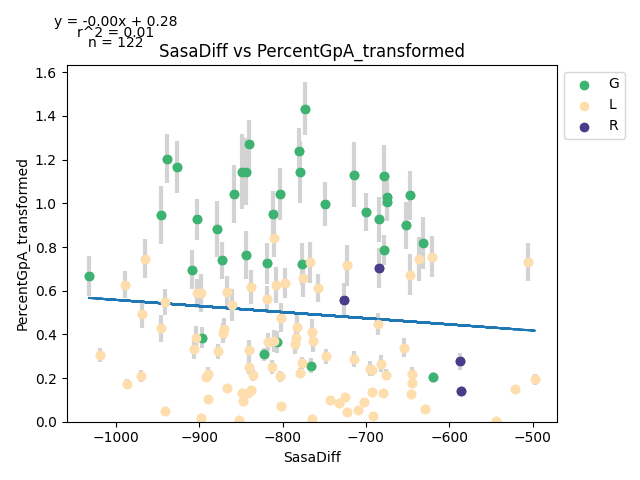 y = -0.00x + 0.28
r^2 = 0.01
n = 122
SasaDiff vs PercentGpA_transformed
G
L
R
PercentGpA_transformed
1.6
1.4
1.2
1.0
0.8
0.6
0.4
0.2
0.0
−1000
−900
−800
−700
−600
−500
SasaDiff